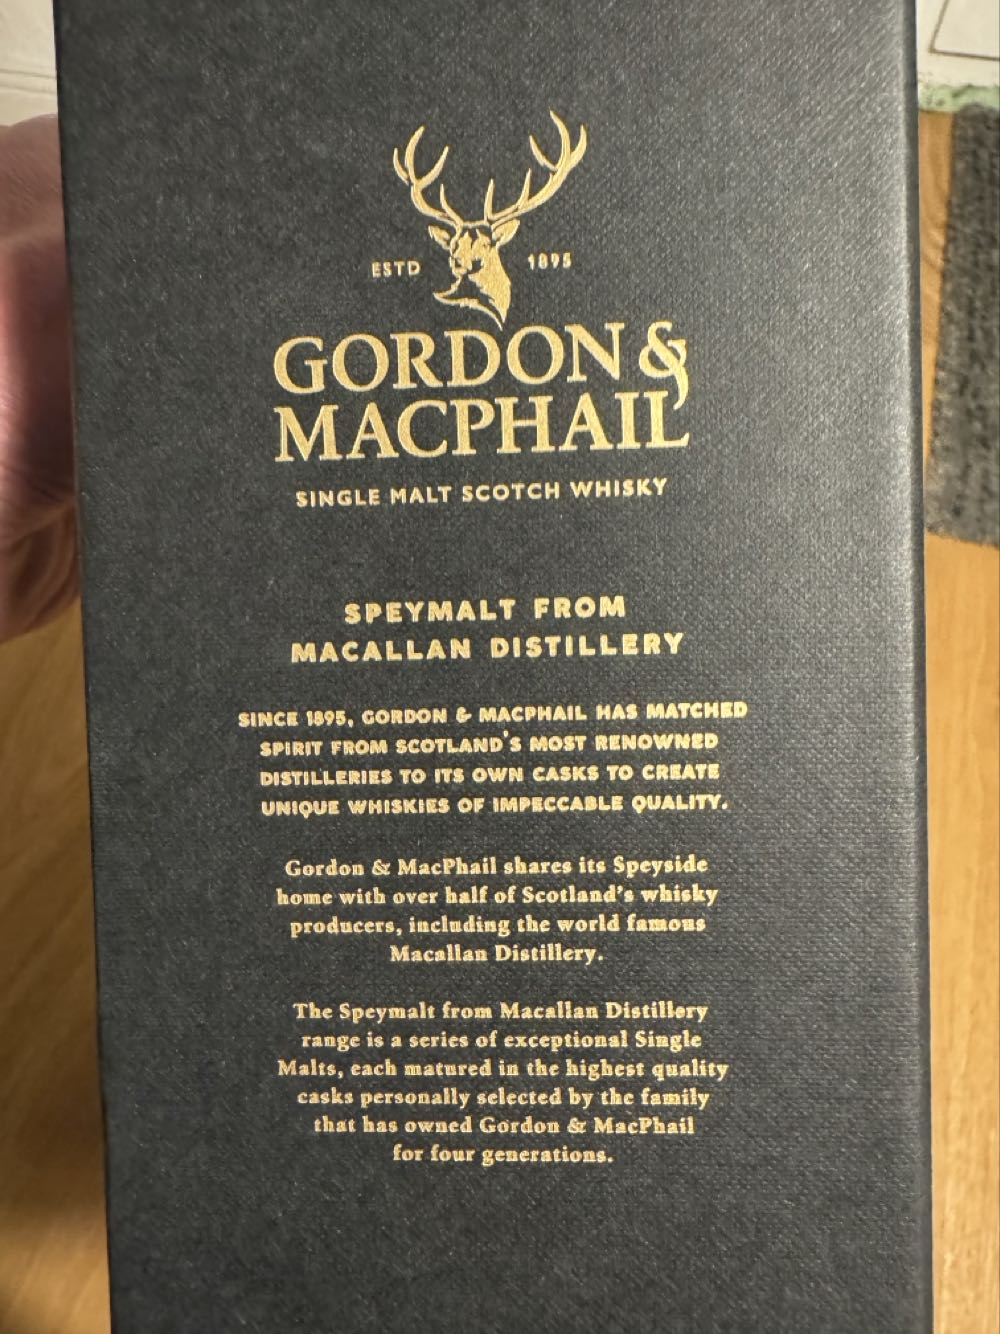 ESTD 1895
GORDON &
MACPHAIL
SINGLE MALT SCOTCH WHISKY
SPEYMALT FROM
MACALLAN DISTILLERY
SINCE 1895, GORDON & MACPHAIL HAS MATCHED
SPIRIT FROM SCOTLAND'S MOST RENOWNED
DISTILLERIES TO ITS OWN CASKS TO CREATE
UNIQUE WHISKIES OF IMPECCABLE QUALITY.
Gordon & MacPhail shares its Speyside
home with over half of Scotland's whisky
producers, including the world famous
Macallan Distillery.
The Speymalt from Macallan Distillery
range is a series of exceptional Single
Malts, each matured in the highest quality
casks personally selected by the family
that has owned Gordon & MacPhail
for four generations.